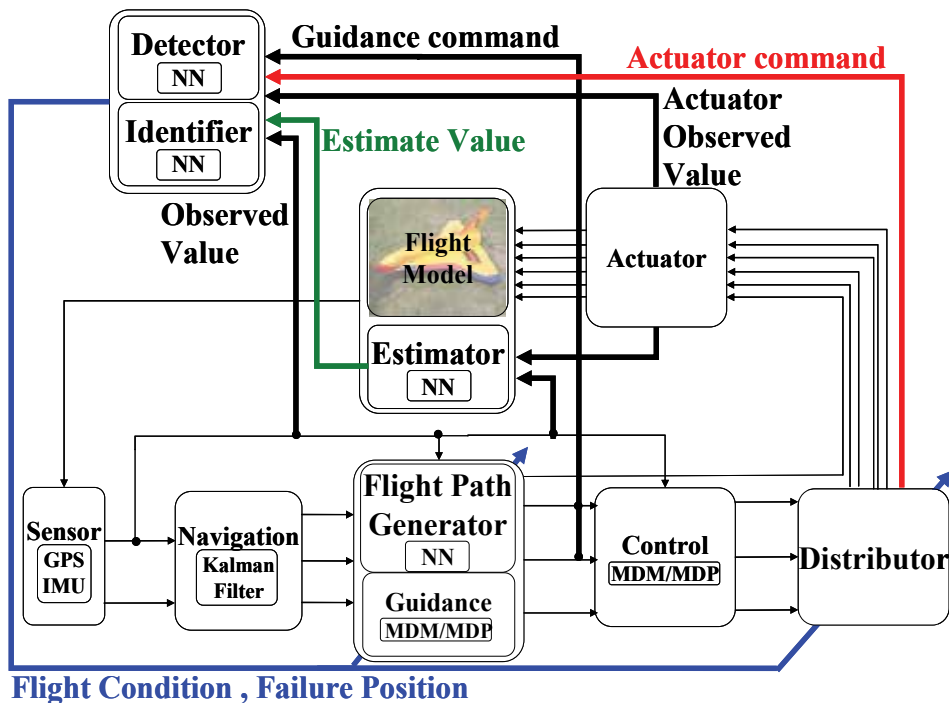 Detector
NN
Identifier
NN
Guidance command
Actuator command
Actuator
Observed
Value
Estimate Value
Observed
Value
Flight
Model
Actuator
Estimator
NN
Sensor
GPS
IMU
Navigation
Kalman
Filter
Flight Path
Generator
NN
Guidance
MDM/MDP
Control
MDM/MDP
Distributor
Flight Condition , Failure Position